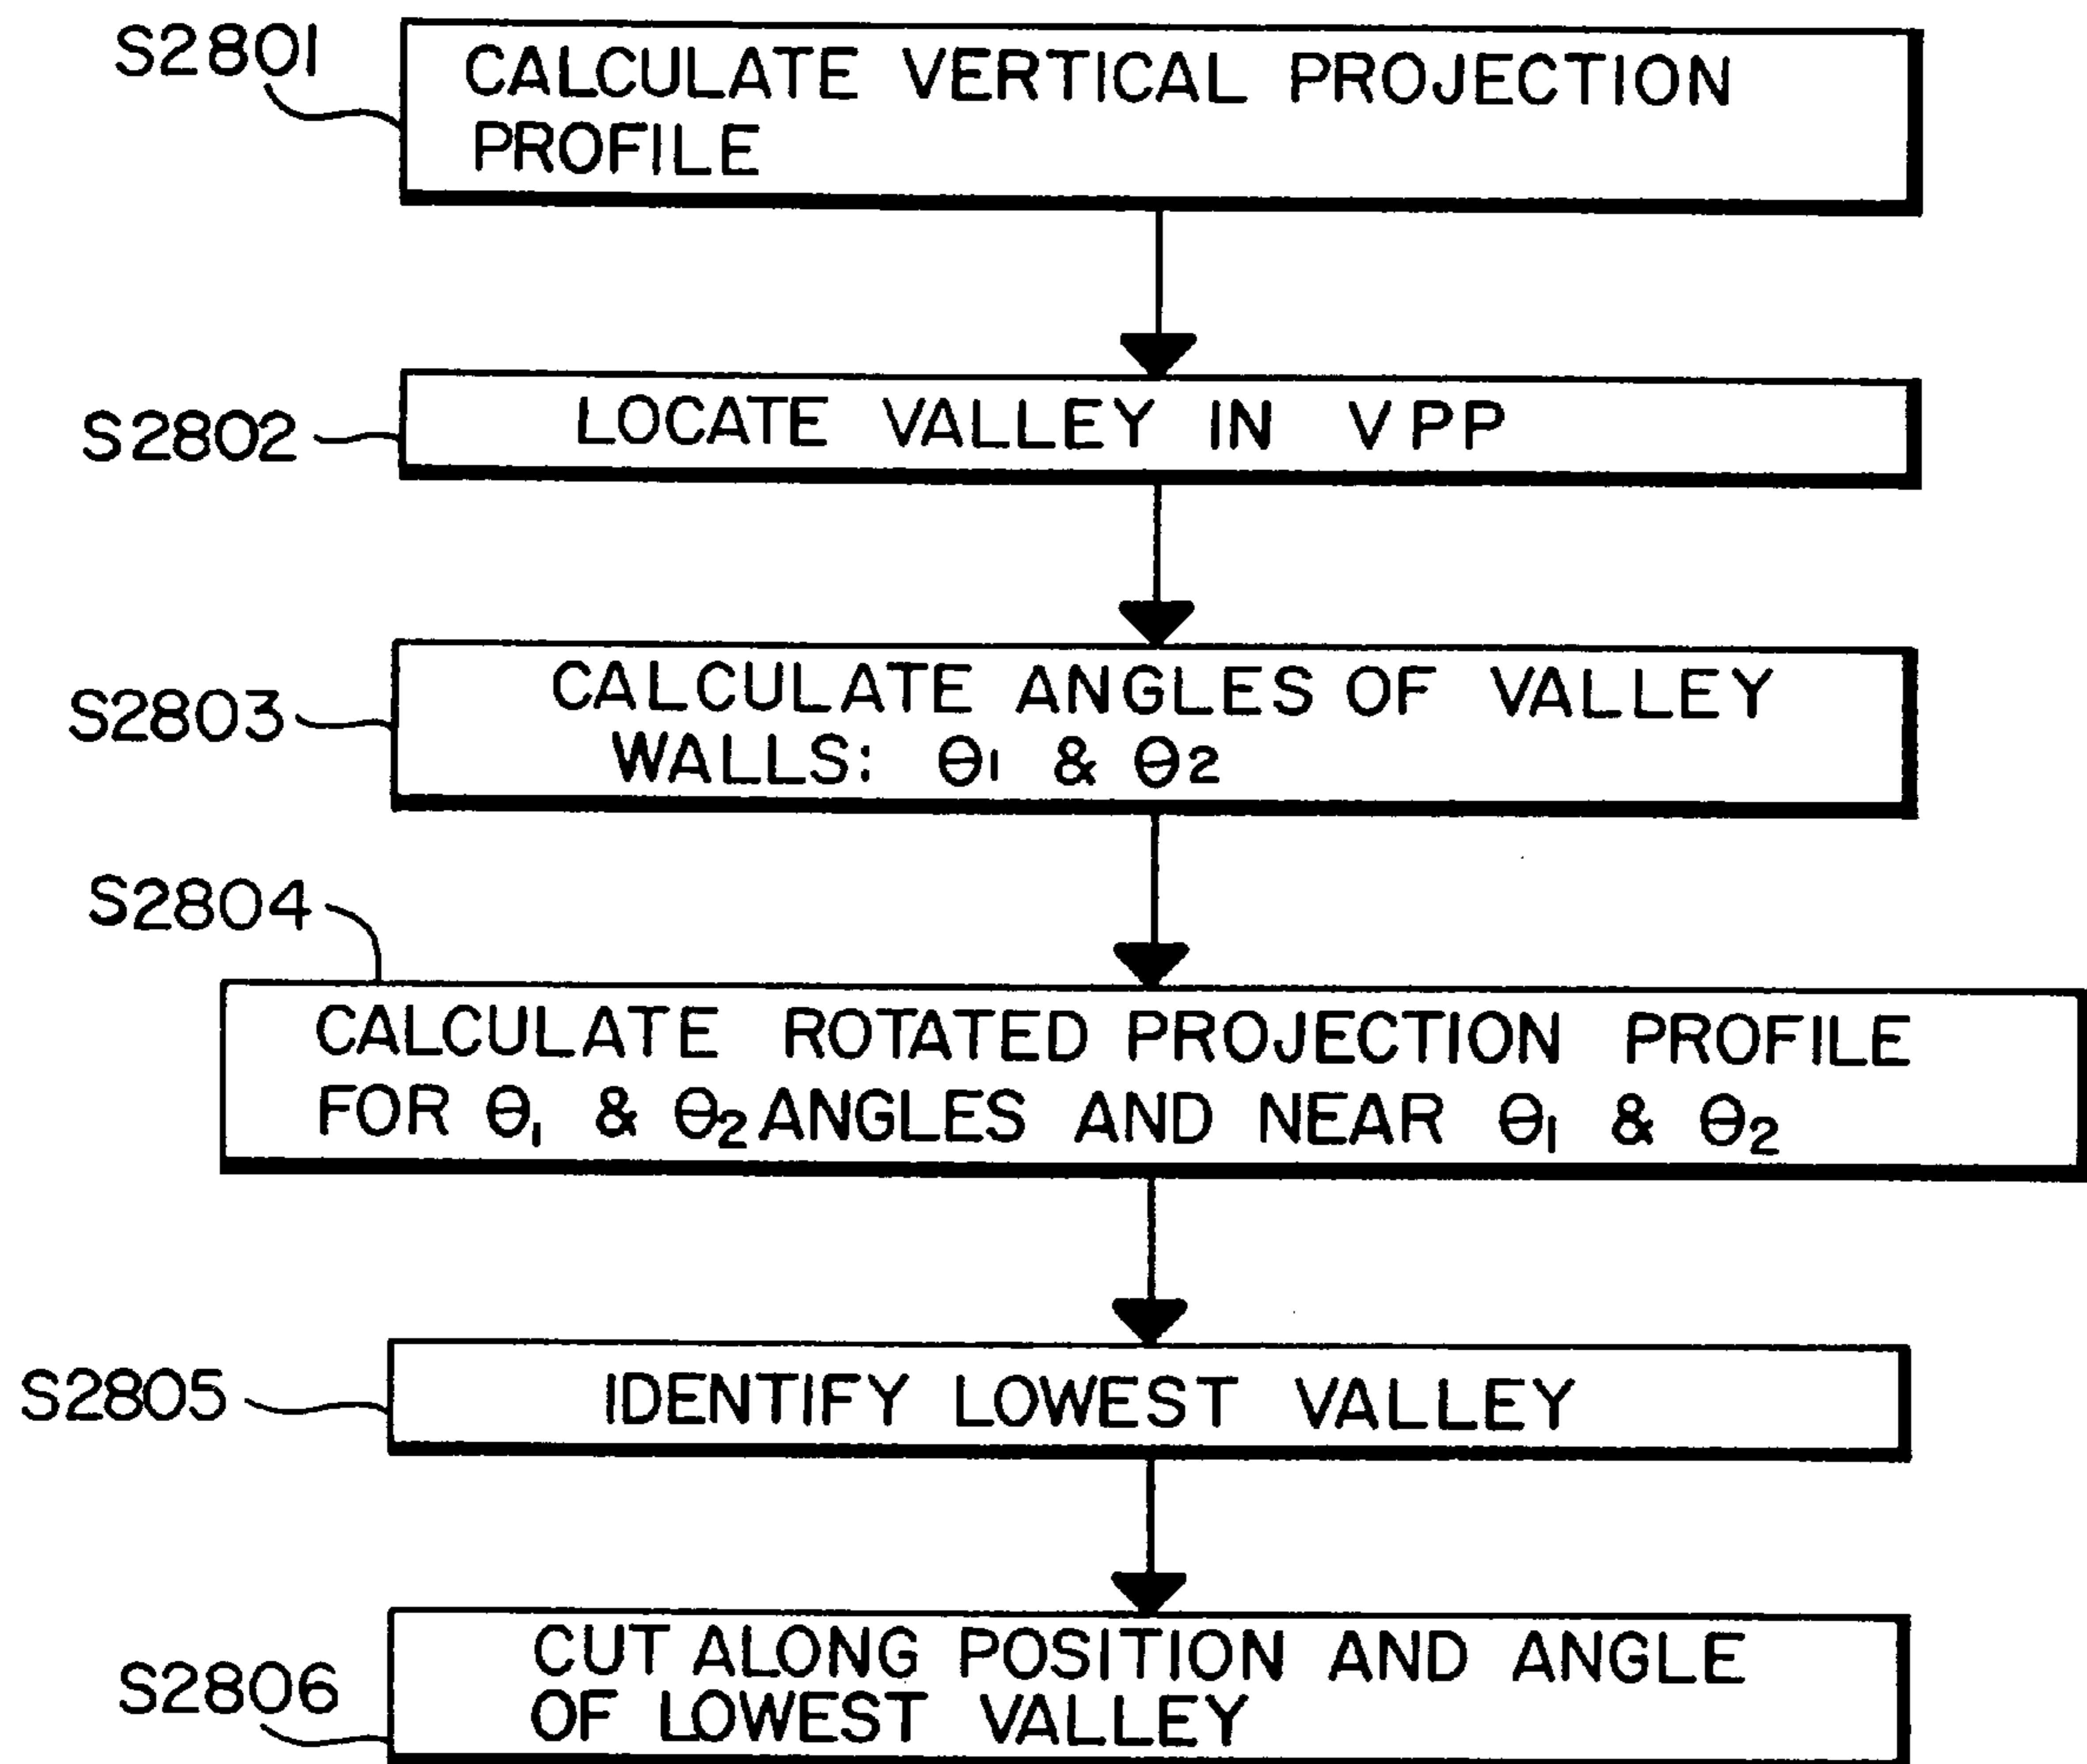 S2801
CALCULATE VERTICAL PROJECTION
PROFILE
S2802
LOCATE VALLEY IN VPP
S2803
CALCULATE ANGLES OF VALLEY
WALLS: θ1 & θ2
S2804
CALCULATE ROTATED PROJECTION PROFILE
FOR θ1 & θ2 ANGLES AND NEAR θ1 & θ2
S2805
IDENTIFY LOWEST VALLEY
S2806
CUT ALONG POSITION AND ANGLE
OF LOWEST VALLEY